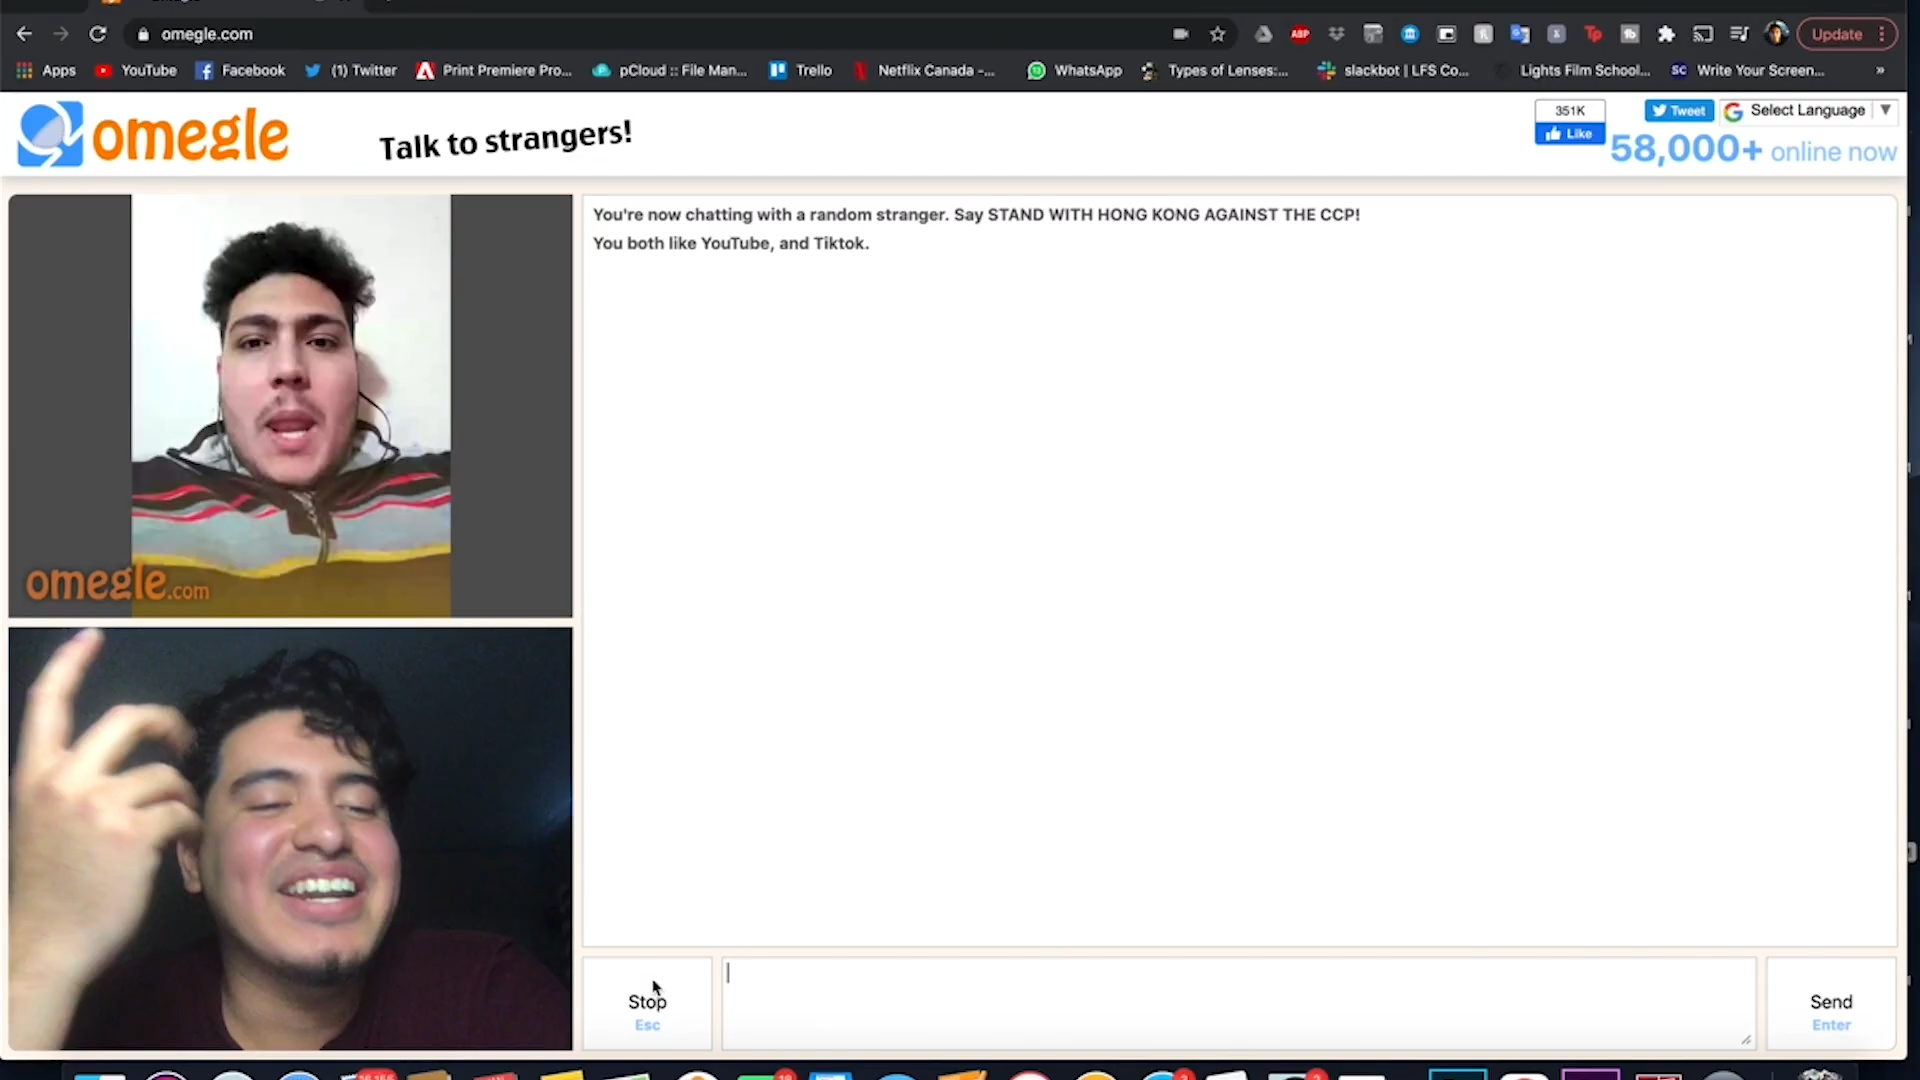 omegle.com
Update
Apps
YouTube
Facebook
(1) Twitter
Print Premiere Pro...
pCloud :: File Man...
Trello
Netflix Canada -...
WhatsApp
Types of Lenses:...
slackbot | LFS Co...
Lights Film School...
Write Your Screen...
»
omegle
Talk to strangers!
351K
Like
Tweet
Select Language
58,000+ online now
You're now chatting with a random stranger. Say STAND WITH HONG KONG AGAINST THE CCP!
You both like YouTube, and Tiktok.
omegle.com
Stop
Esc
Send
Enter